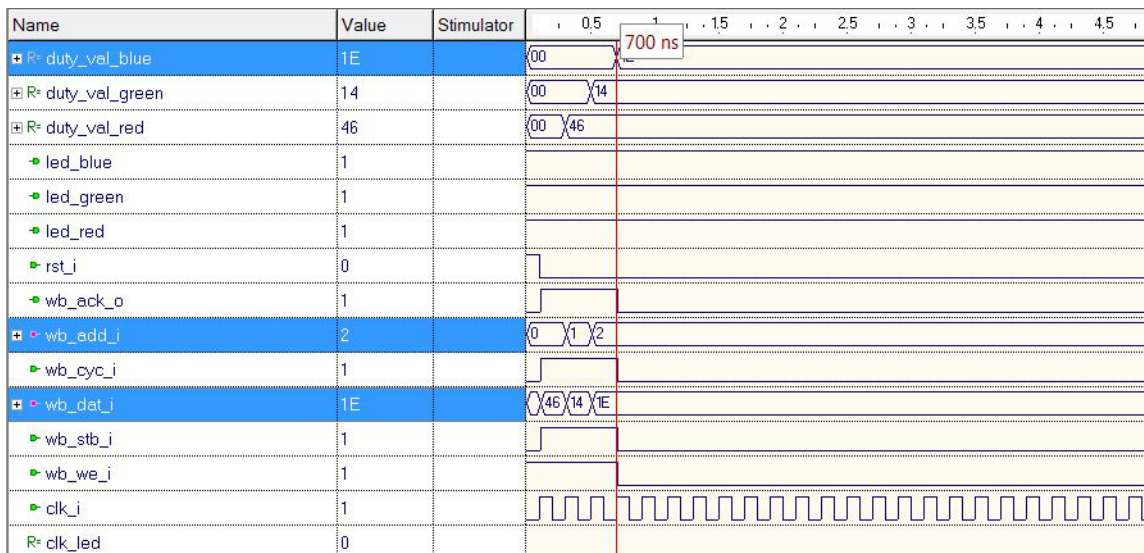 Name Value Stimulator 0.5 1 1.5 2 2.5 3 3.5 4 4.5
700 ns
R= duty_val_blue 1E 00 1E
R= duty_val_green 14 00 14
R= duty_val_red 46 00 46
led_blue 1
led_green 1
led_red 1
rst_i 0
wb_ack_o 1
wb_add_i 2 0 1 2
wb_cyc_i 1
wb_dat_i 1E 46 14 1E
wb_stb_i 1
wb_we_i 1
clk_i 1
R= clk_led 0